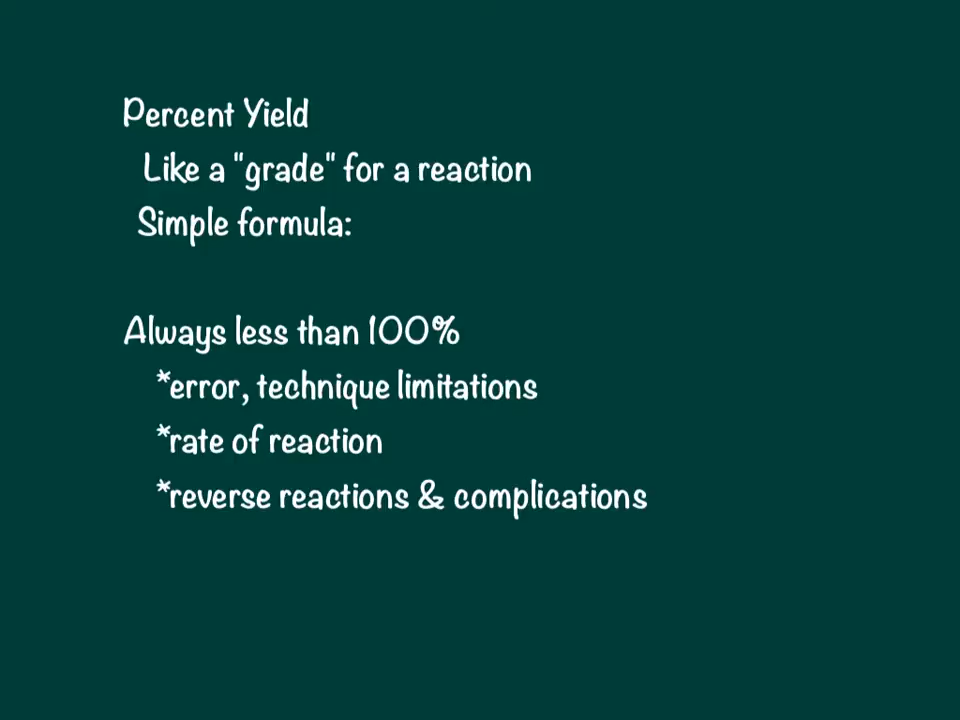 Percent Yield
Like a "grade" for a reaction
Simple formula:
Always less than 100%
*error, technique limitations
*rate of reaction
*reverse reactions & complications